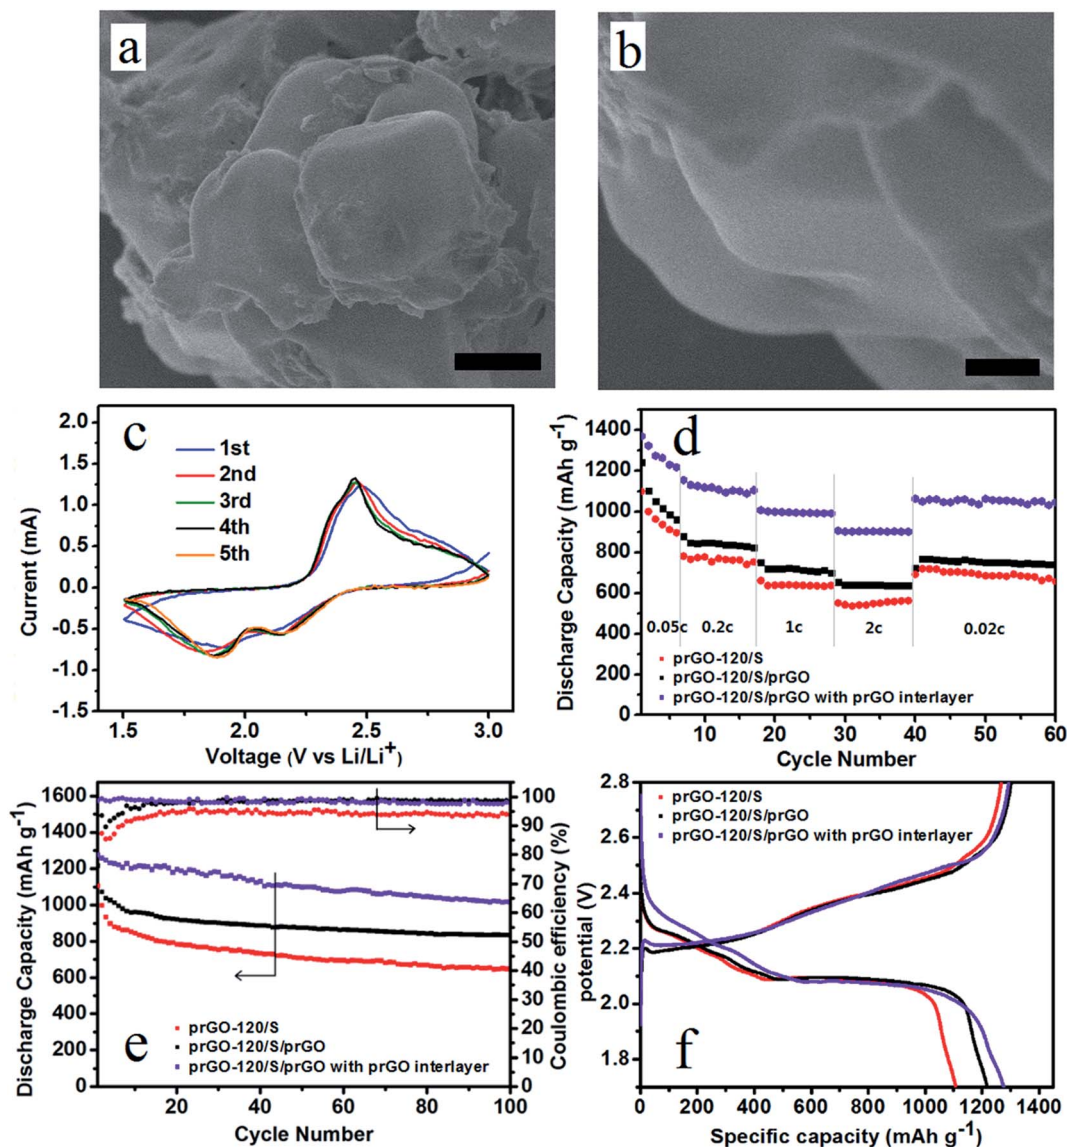 a
b
c
1st
2nd
3rd
4th
5th
Current (mA)
2.0
1.5
1.0
0.5
0.0
-0.5
-1.0
-1.5
1.5
2.0
2.5
3.0
Voltage (V vs Li/Li+)
d
Discharge Capacity (mAh g-1)
1400
1200
1000
800
600
400
200
0
0.05c
0.2c
1c
2c
0.02c
prGO-120/S
prGO-120/S/prGO
prGO-120/S/prGO with prGO interlayer
10
20
30
40
50
60
Cycle Number
e
Discharge Capacity (mAh g-1)
1600
1400
1200
1000
800
600
400
200
0
100
90
80
70
60
50
40
30
20
10
0
Coulombic efficiency (%)
prGO-120/S
prGO-120/S/prGO
prGO-120/S/prGO with prGO interlayer
20
40
60
80
100
Cycle Number
f
potential (V)
2.8
2.6
2.4
2.2
2.0
1.8
prGO-120/S
prGO-120/S/prGO
prGO-120/S/prGO with prGO interlayer
0
200
400
600
800
1000
1200
1400
Specific capacity (mAh g-1)